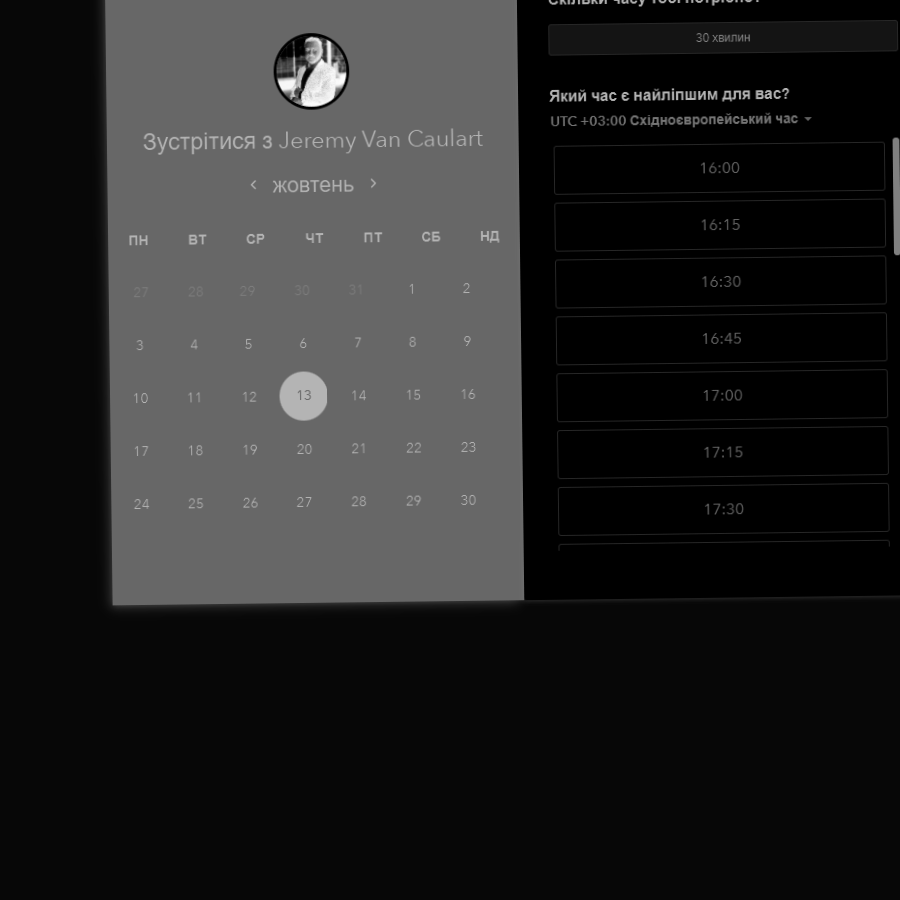 Зустрітися з Jeremy Van Caulart
жовтень
ПН ВТ СР ЧТ ПТ СБ НД
27 28 29 30 31 1 2
3 4 5 6 7 8 9
10 11 12 13 14 15 16
17 18 19 20 21 22 23
24 25 26 27 28 29 30
Скільки часу тобі потрібно?
30 хвилин
Який час є найліпшим для вас?
UTC +03:00 Східноєвропейський час
16:00
16:15
16:30
16:45
17:00
17:15
17:30